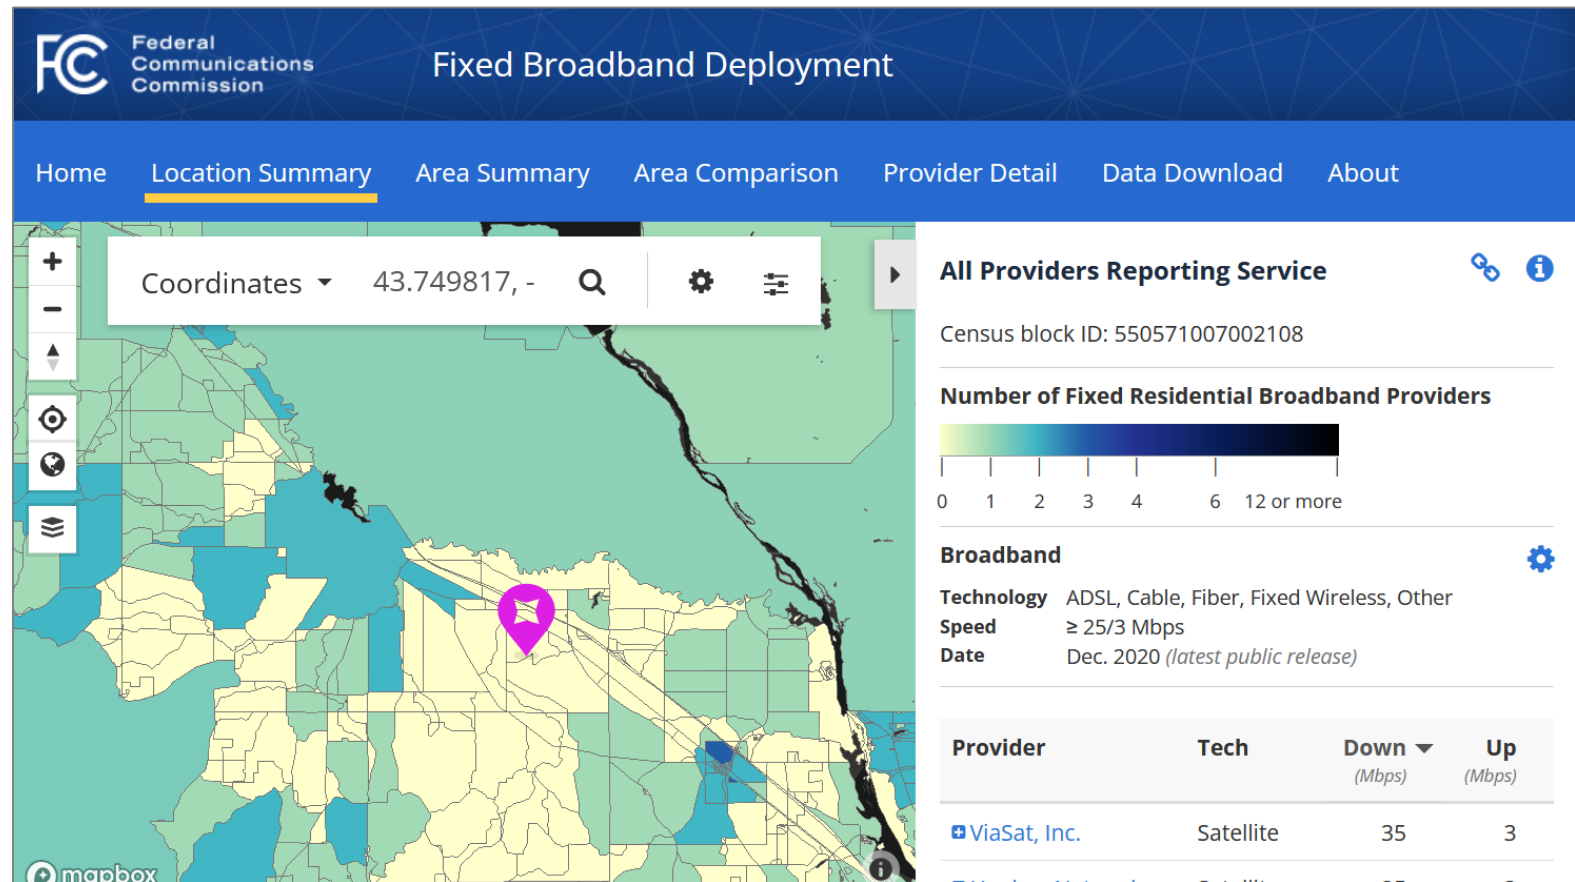 FCC
Federal
Communications
Commission
Fixed Broadband Deployment
Home Location Summary Area Summary Area Comparison Provider Detail Data Download About
Coordinates 43.749817, -
All Providers Reporting Service
Census block ID: 550571007002108
Number of Fixed Residential Broadband Providers
0 1 2 3 4 6 12 or more
Broadband
Technology ADSL, Cable, Fiber, Fixed Wireless, Other
Speed ≥ 25/3 Mbps
Date Dec. 2020 (latest public release)
Provider Tech Down Up
(Mbps) (Mbps)
ViaSat, Inc. Satellite 35 3
mapbox